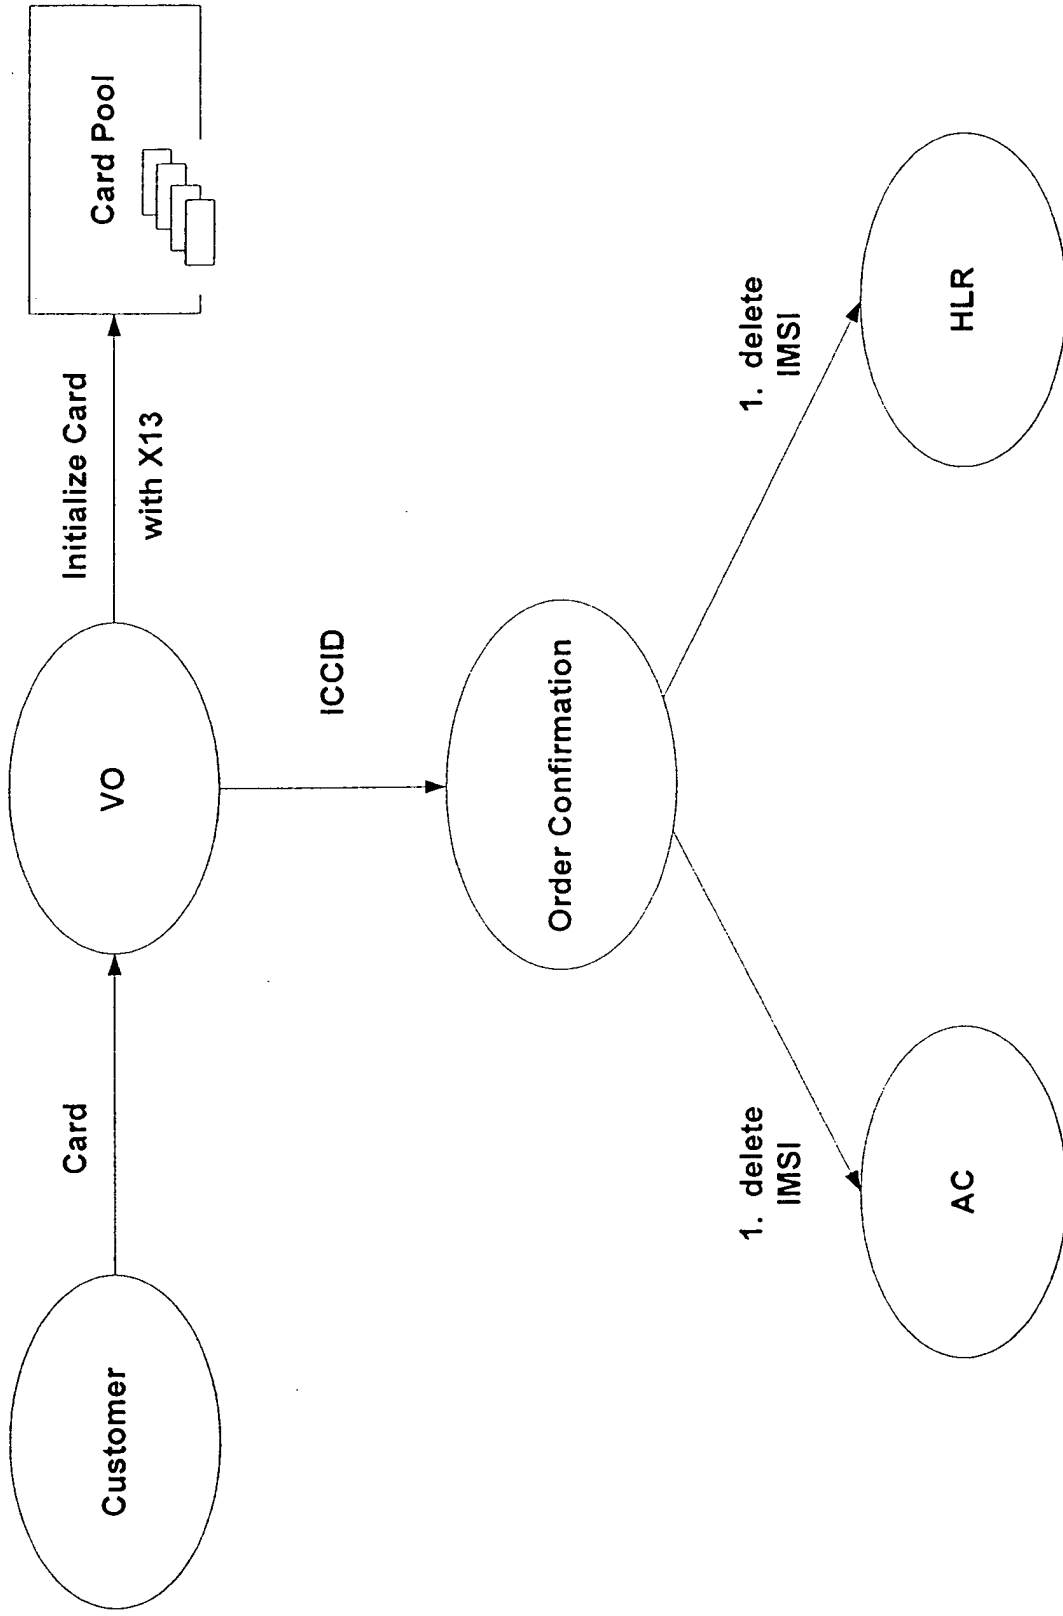 Customer
Card
VO
Initialize Card
with X13
Card Pool
ICCID
Order Confirmation
1. delete
IMSI
1. delete
IMSI
AC
HLR